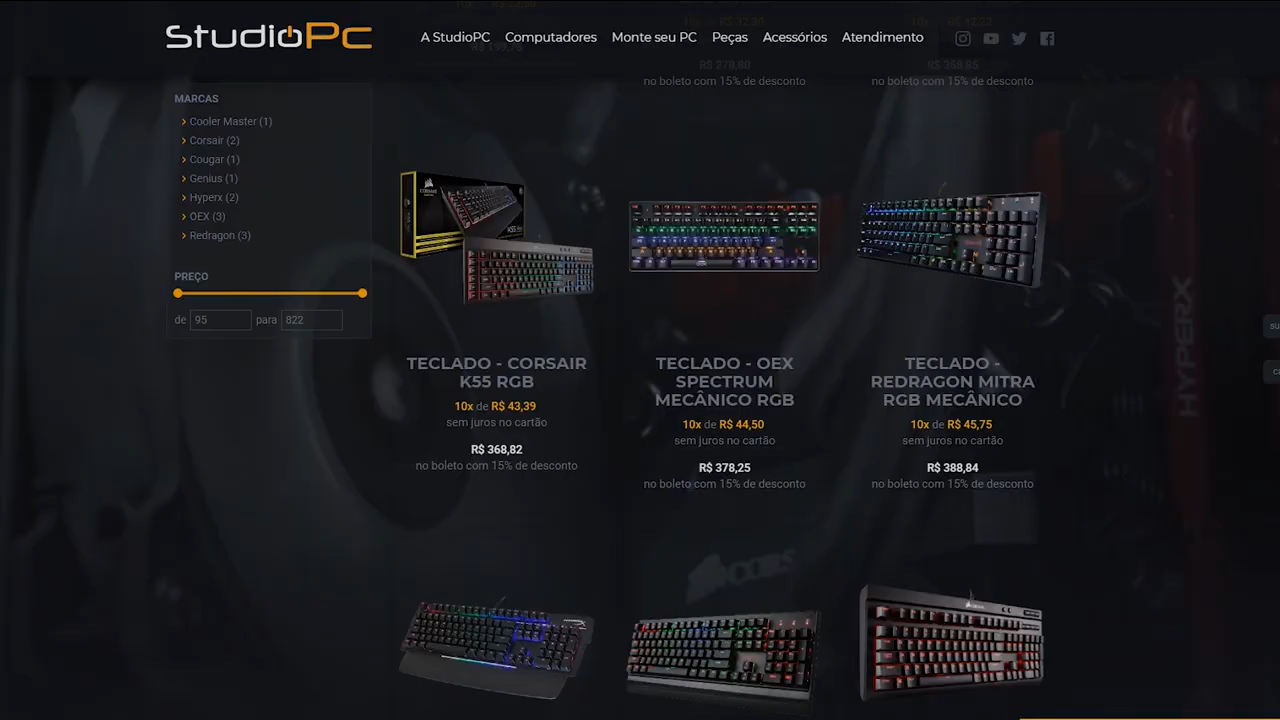 StudioPc
A StudioPC
Computadores
Monte seu PC
Peças
Acessórios
Atendimento
R$ 279,80
no boleto com 15% de desconto
no boleto com 15% de desconto
MARCAS
Cooler Master (1)
Corsair (2)
Cougar (1)
Genius (1)
Hyperx (2)
OEX (3)
Redragon (3)
PREÇO
de 95 para 822
TECLADO - CORSAIR
K55 RGB
10x de R$ 43,39
sem juros no cartão
R$ 368,82
no boleto com 15% de desconto
TECLADO - OEX
SPECTRUM
MECÂNICO RGB
10x de R$ 44,50
sem juros no cartão
R$ 378,25
no boleto com 15% de desconto
TECLADO -
REDRAGON MITRA
RGB MECÂNICO
10x de R$ 45,75
sem juros no cartão
R$ 388,84
no boleto com 15% de desconto
HYPERX